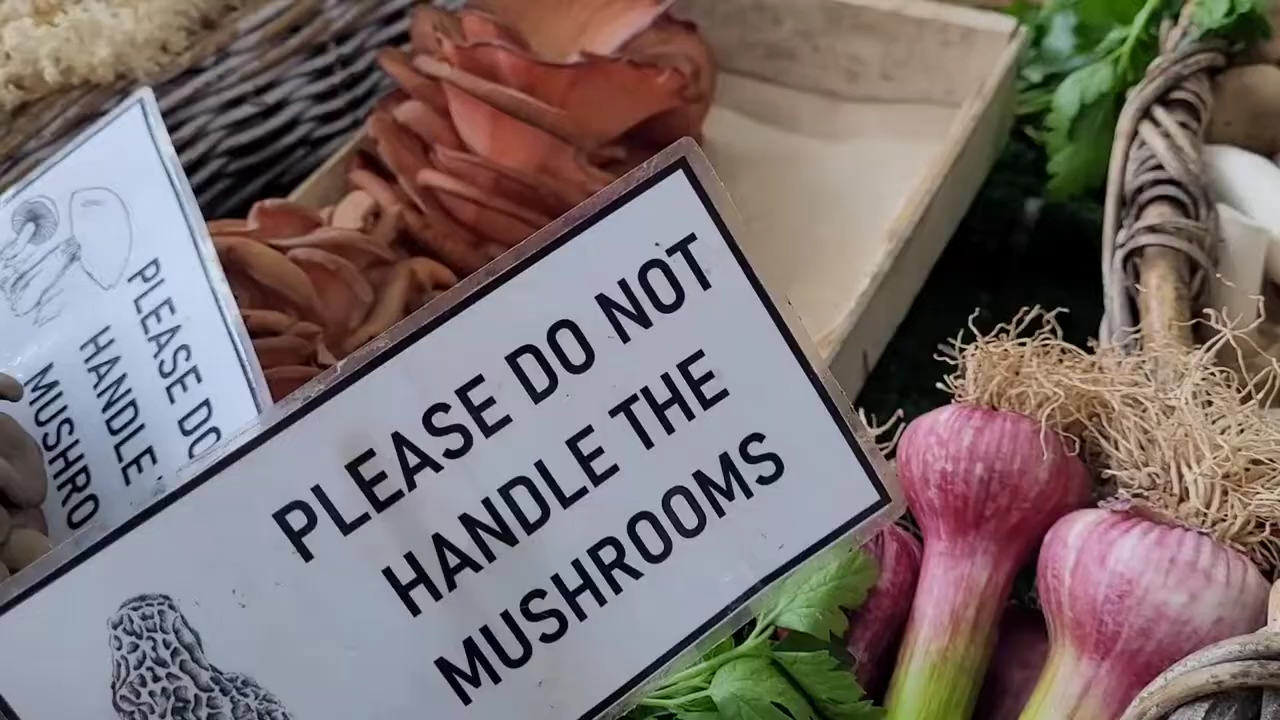 PLEASE DO NOT
HANDLE THE
MUSHROOMS
PLEASE DO
HANDLE
MUSHRO